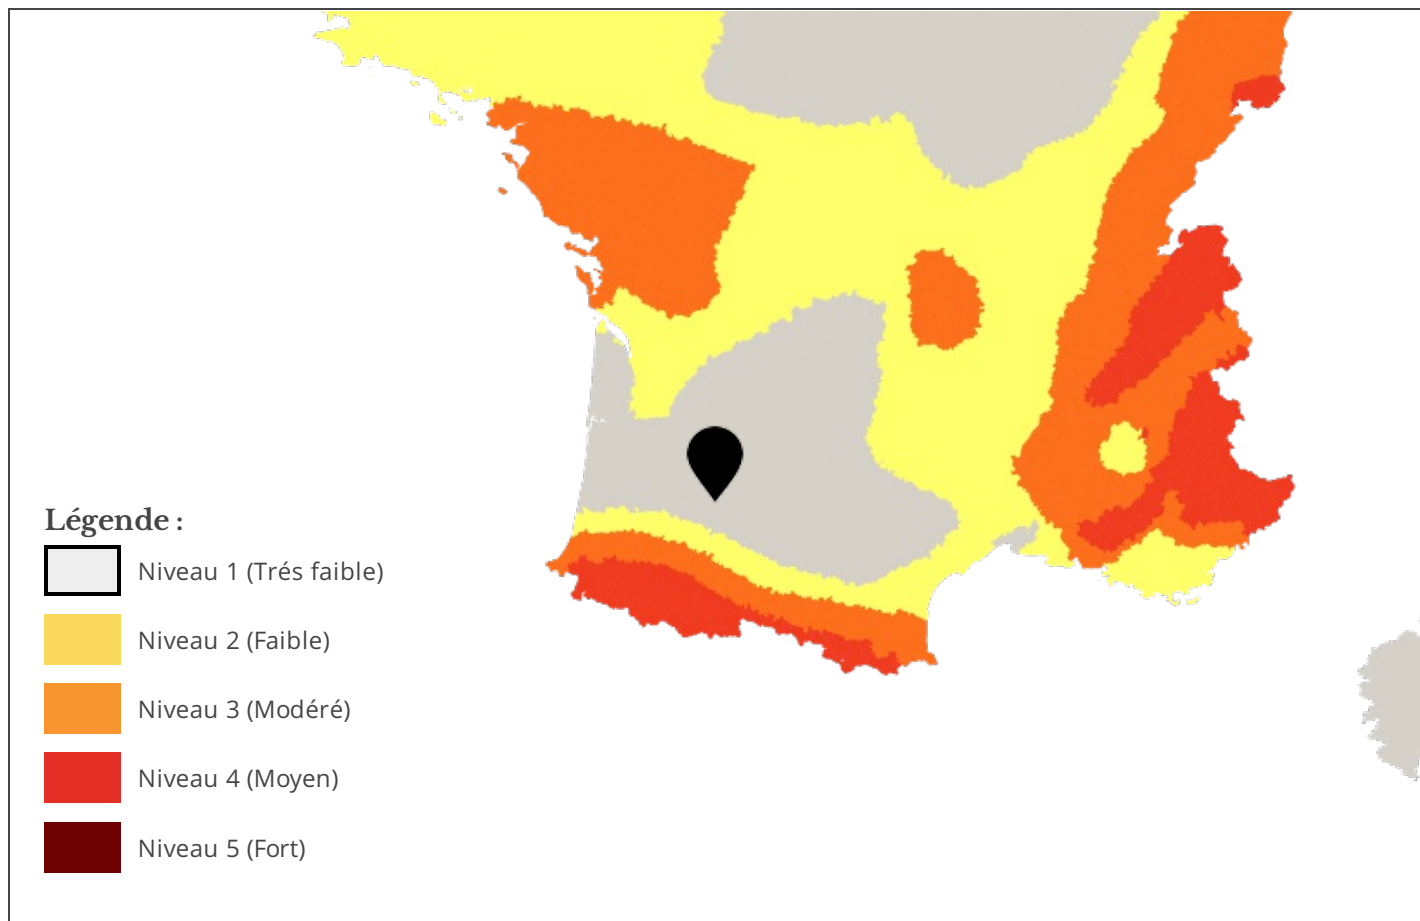 Légende :
Niveau 1 (Trés faible)
Niveau 2 (Faible)
Niveau 3 (Modéré)
Niveau 4 (Moyen)
Niveau 5 (Fort)